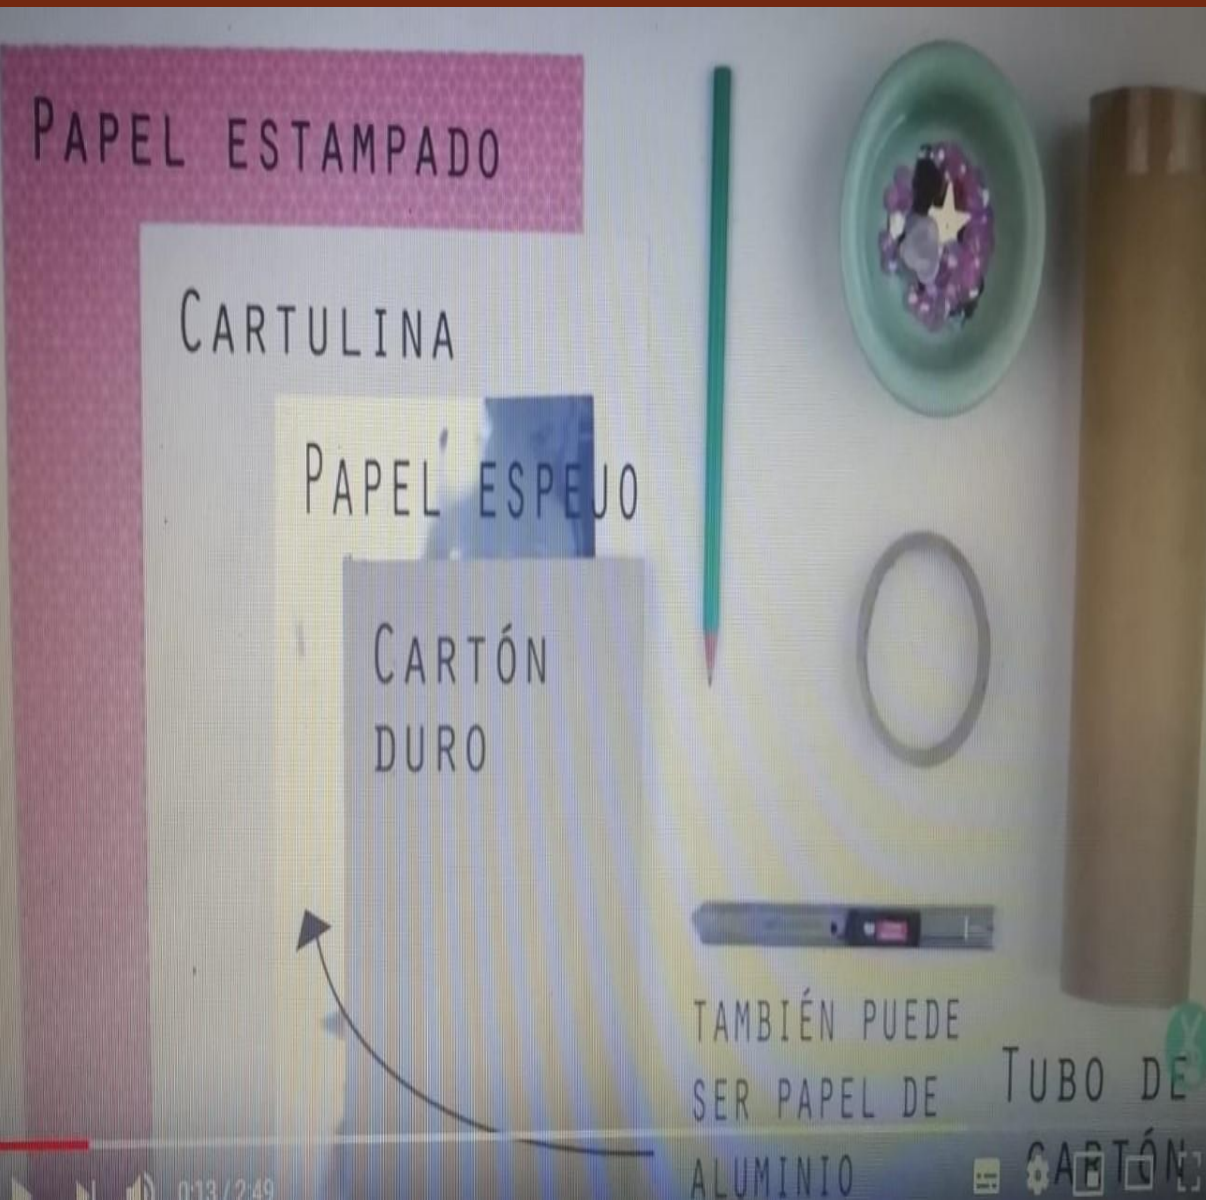 PAPEL ESTAMPADO
CARTULINA
PAPEL ESPEJO
CARTÓN
DURO
TAMBIÉN PUEDE
SER PAPEL DE
ALUMINIO
TUBO DE
CARTÓN
0:13 / 2:49